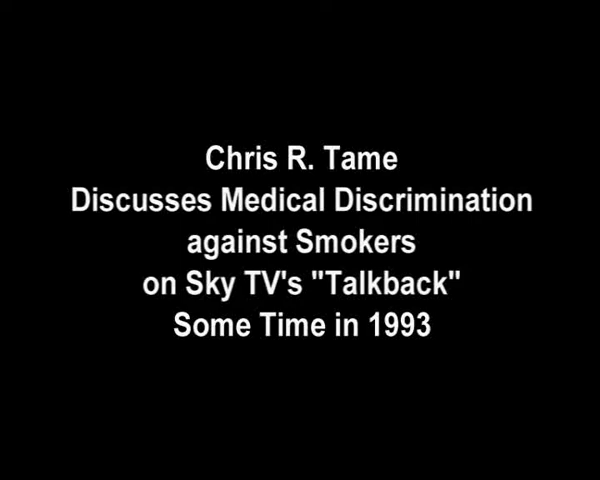 Chris R. Tame
Discusses Medical Discrimination
against Smokers
on Sky TV's "Talkback"
Some Time in 1993